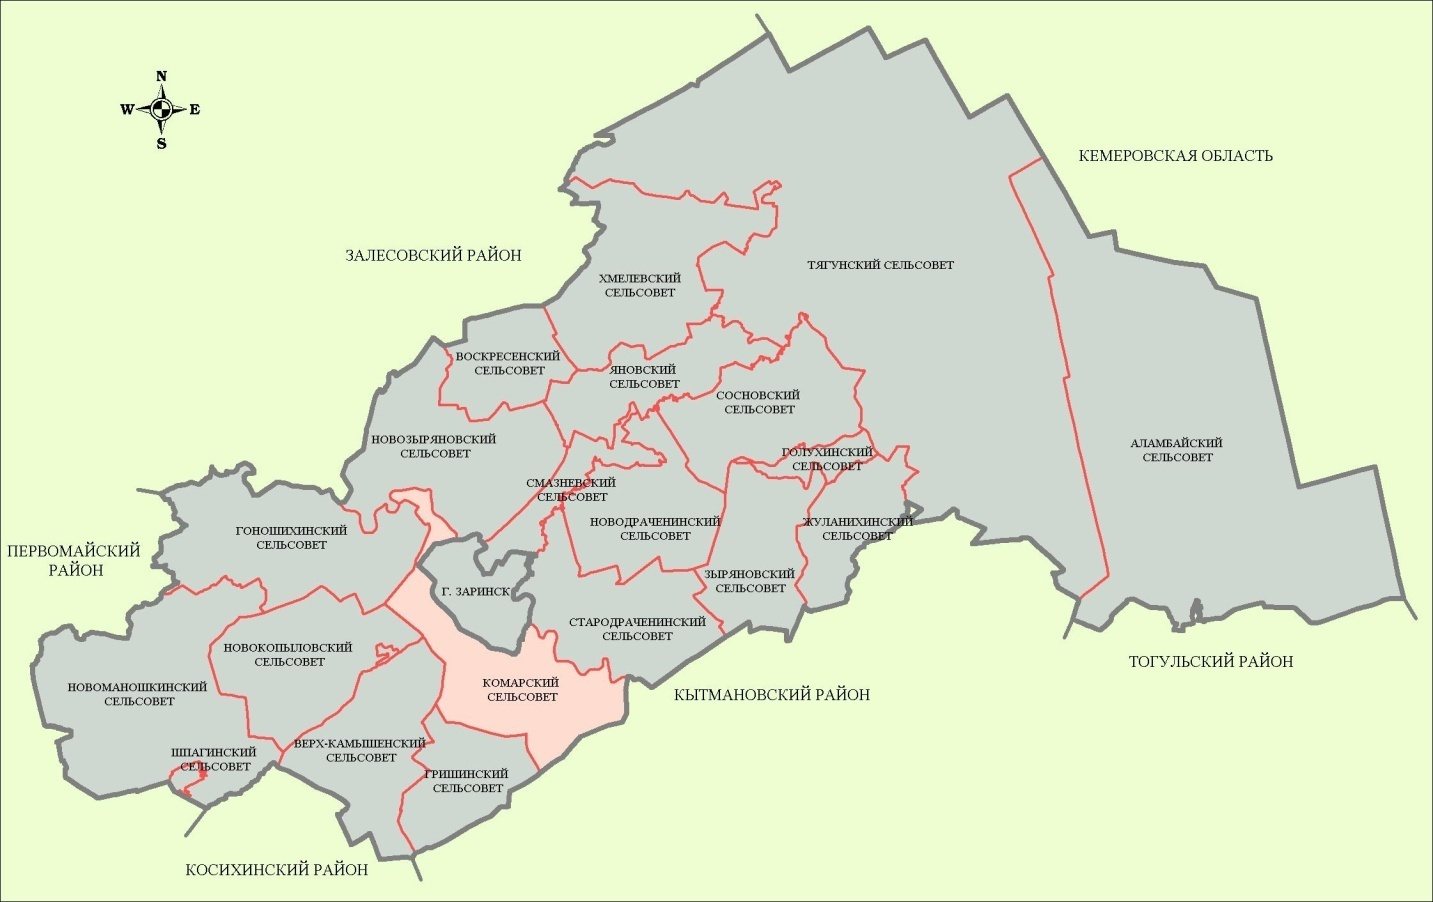 N
W E
S
КЕМЕРОВСКАЯ ОБЛАСТЬ
ЗАЛЕСОВСКИЙ РАЙОН
ТЯГУНСКИЙ СЕЛЬСОВЕТ
ХМЕЛЕВСКИЙ
СЕЛЬСОВЕТ
ВОСКРЕСЕНСКИЙ
СЕЛЬСОВЕТ
ЯНОВСКИЙ
СЕЛЬСОВЕТ
СОСНОВСКИЙ
СЕЛЬСОВЕТ
НОВОЗЫРЯНОВСКИЙ
СЕЛЬСОВЕТ
ГОЛУХИНСКИЙ
СЕЛЬСОВЕТ
АЛАМБАЙСКИЙ
СЕЛЬСОВЕТ
СМАЗНЕВСКИЙ
СЕЛЬСОВЕТ
НОВОДРАЧЕНИНСКИЙ
СЕЛЬСОВЕТ
ЖУЛАНИХИНСКИЙ
СЕЛЬСОВЕТ
ГОНОШИХИНСКИЙ
СЕЛЬСОВЕТ
ПЕРВОМАЙСКИЙ
РАЙОН
ЗЫРЯНОВСКИЙ
СЕЛЬСОВЕТ
Г. ЗАРИНСК
СТАРОДРАЧЕНИНСКИЙ
СЕЛЬСОВЕТ
НОВОКОПЫЛОВСКИЙ
СЕЛЬСОВЕТ
ТОГУЛЬСКИЙ РАЙОН
НОВОМАНОШКИНСКИЙ
СЕЛЬСОВЕТ
КОМАРСКИЙ
СЕЛЬСОВЕТ
КЫТМАНОВСКИЙ РАЙОН
ШПАГИНСКИЙ
СЕЛЬСОВЕТ
ВЕРХ-КАМЫШЕНСКИЙ
СЕЛЬСОВЕТ
ГРИШИНСКИЙ
СЕЛЬСОВЕТ
КОСИХИНСКИЙ РАЙОН